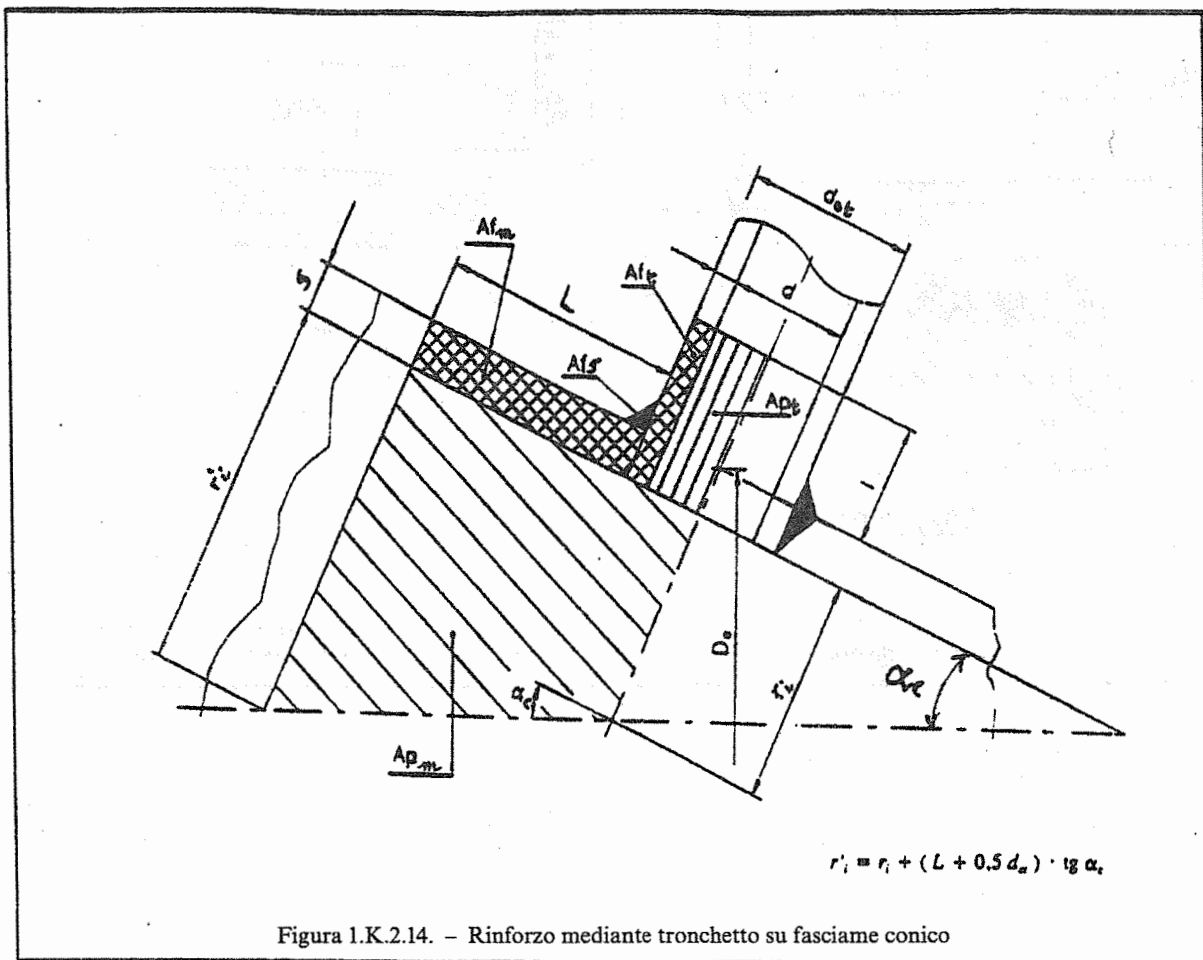 d_et
Af_m
Af_t
d
S
L
Afs
Ap_t
r'_i
l
D_e
r_i
α_c
α_c
Ap_m
r'_i = r_i + ( L + 0,5 d_a ) · tg α_c
Figura 1.K.2.14. – Rinforzo mediante tronchetto su fasciame conico